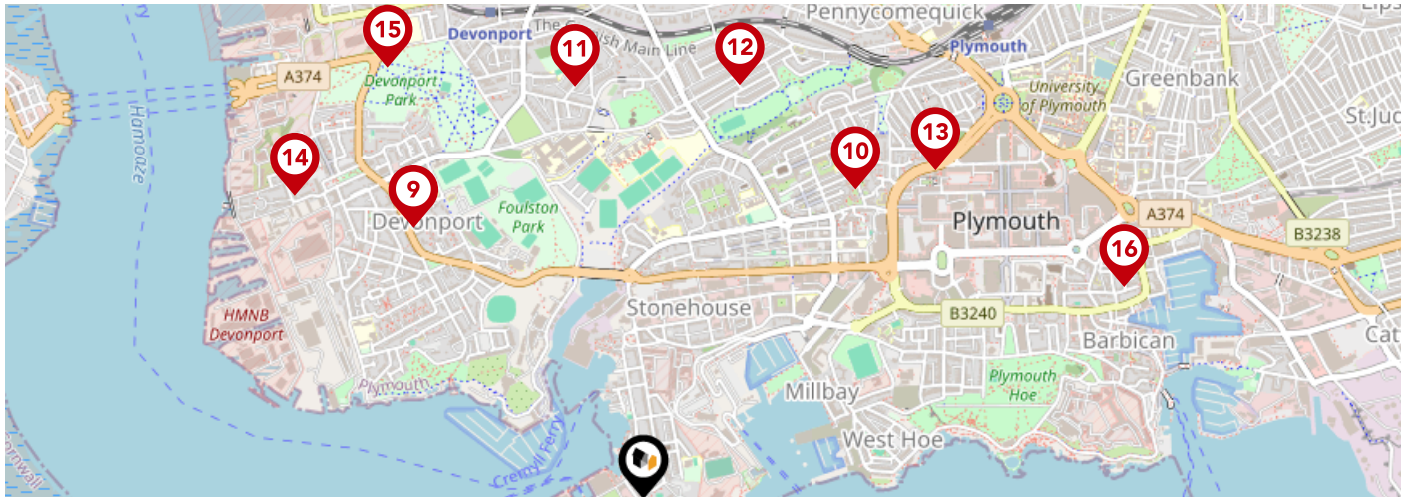 Pennycomequick
Lips
15
Devonport
The C
ish Main Line
11
12
Plymouth
A374
Devonport
Park
University
of Plymouth
Greenbank
St.Jud
Hamoaze
14
9
10
13
Devonport
Foulston
Park
Plymouth
A374
B3238
16
HMNB
Devonport
Stonehouse
B3240
Barbican
Cat
Plymouth
Millbay
Plymouth
Hoe
West Hoe
Cremyll Ferry
ornwall